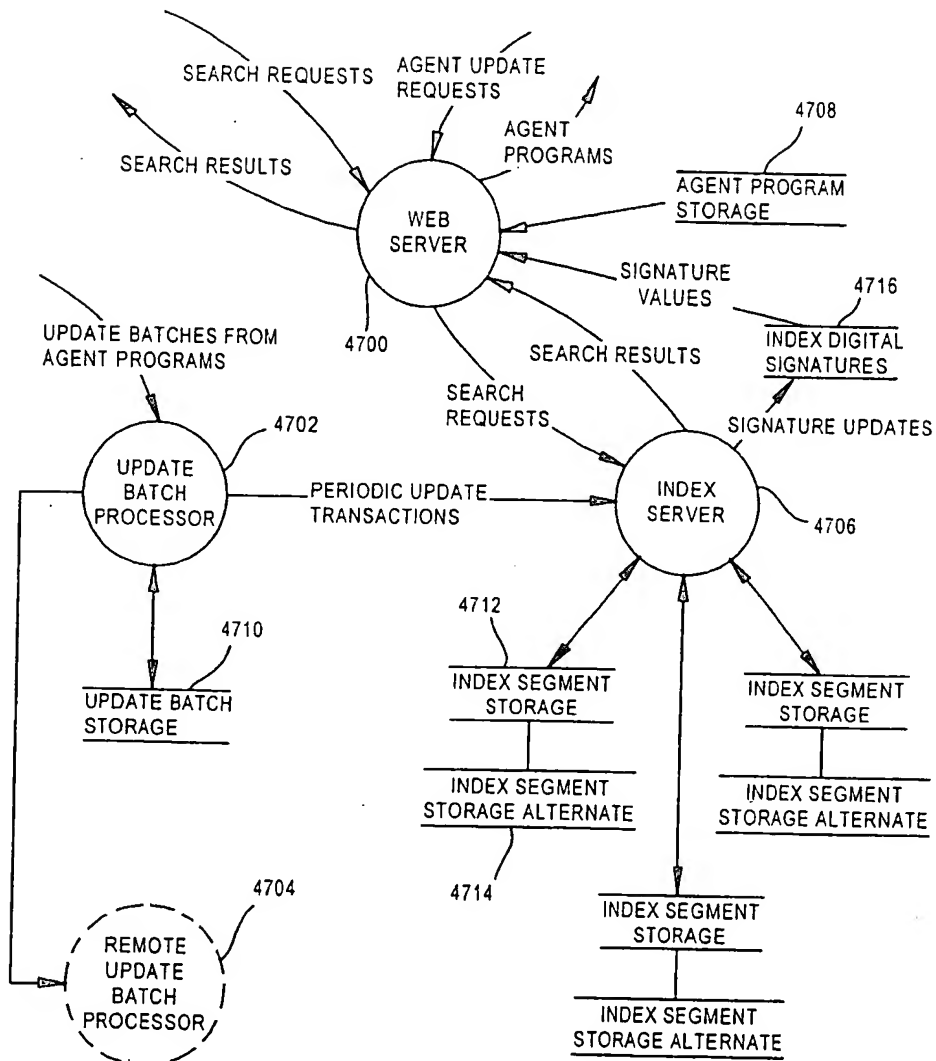 SEARCH REQUESTS
AGENT UPDATE
REQUESTS
AGENT
PROGRAMS
4708
SEARCH RESULTS
AGENT PROGRAM
STORAGE
WEB
SERVER
SIGNATURE
VALUES
4716
UPDATE BATCHES FROM
AGENT PROGRAMS
4700
SEARCH RESULTS
INDEX DIGITAL
SIGNATURES
SEARCH
REQUESTS
SIGNATURE UPDATES
4702
UPDATE
BATCH
PROCESSOR
PERIODIC UPDATE
TRANSACTIONS
INDEX
SERVER
4706
4712
4710
UPDATE BATCH
STORAGE
INDEX SEGMENT
STORAGE
INDEX SEGMENT
STORAGE
INDEX SEGMENT
STORAGE ALTERNATE
INDEX SEGMENT
STORAGE ALTERNATE
4714
4704
REMOTE
UPDATE
BATCH
PROCESSOR
INDEX SEGMENT
STORAGE
INDEX SEGMENT
STORAGE ALTERNATE